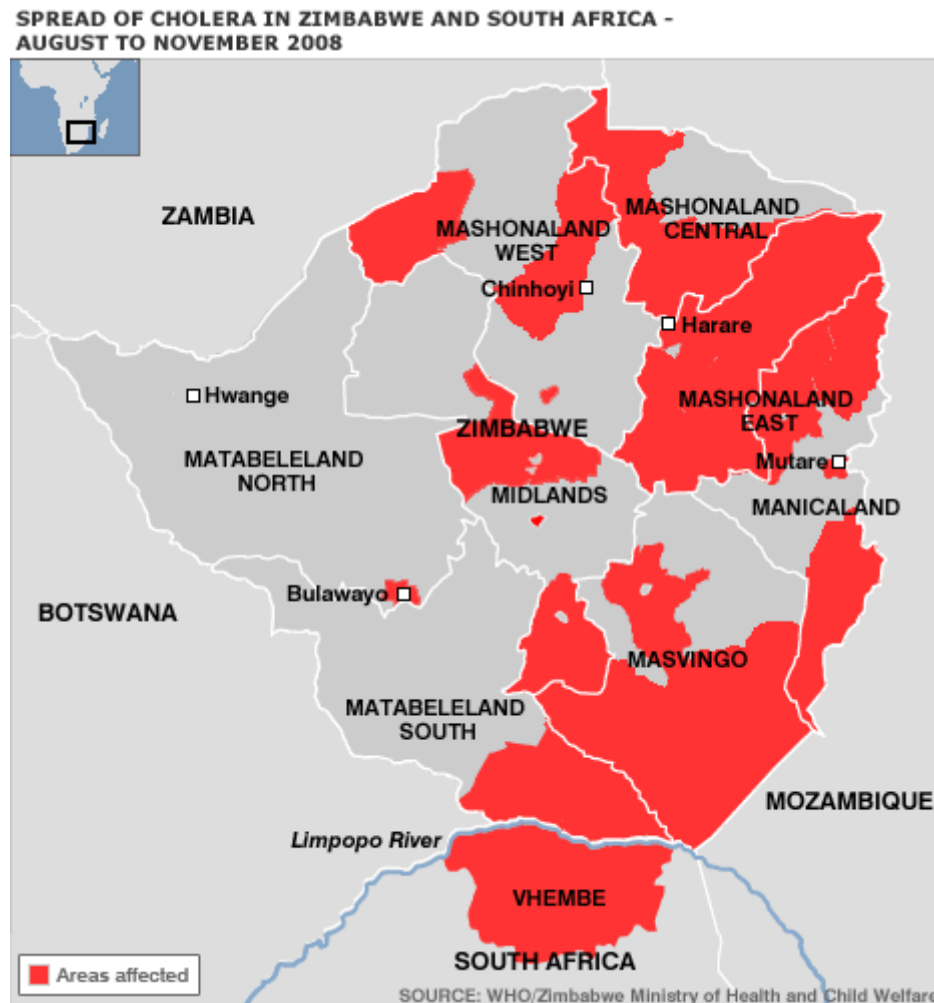 SPREAD OF CHOLERA IN ZIMBABWE AND SOUTH AFRICA -
AUGUST TO NOVEMBER 2008
ZAMBIA
MASHONALAND
WEST
MASHONALAND
CENTRAL
Chinhoyi
Harare
Hwange
MASHONALAND
EAST
ZIMBABWE
MATABELELAND
NORTH
Mutare
MIDLANDS
MANICALAND
Bulawayo
BOTSWANA
MASVINGO
MATABELELAND
SOUTH
MOZAMBIQUE
Limpopo River
VHEMBE
SOUTH AFRICA
Areas affected
SOURCE: WHO/Zimbabwe Ministry of Health and Child Welfare